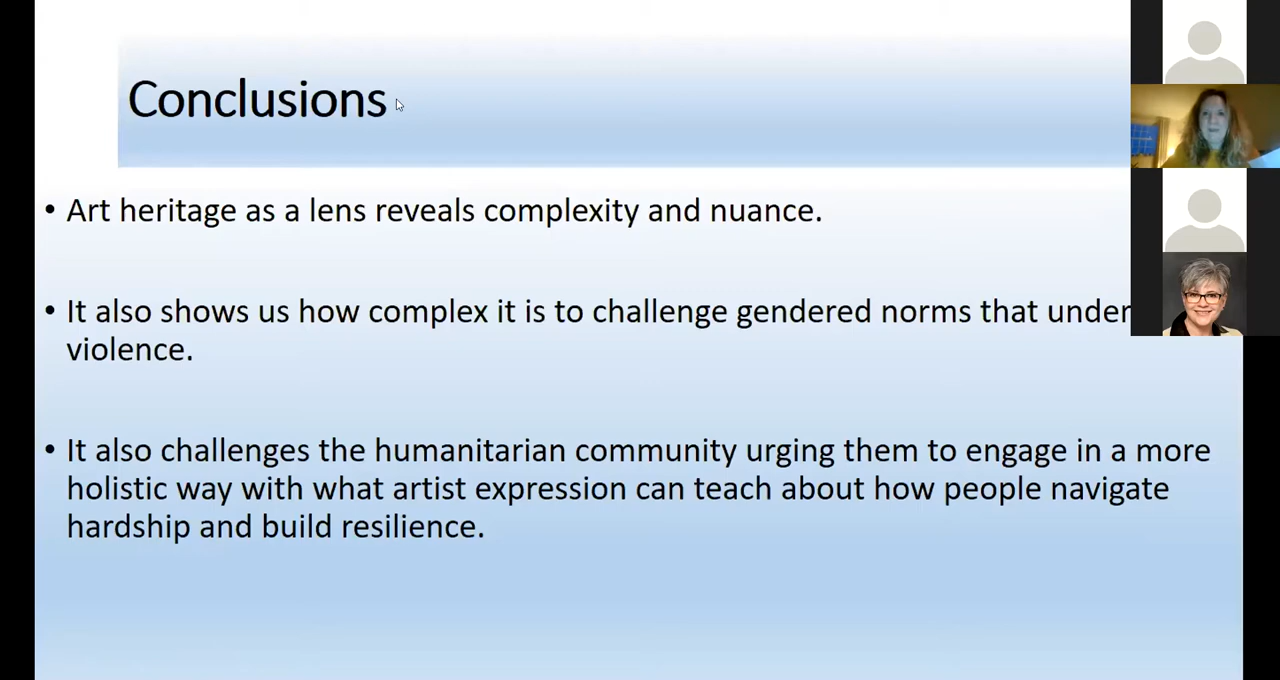 Conclusions
• Art heritage as a lens reveals complexity and nuance.
• It also shows us how complex it is to challenge gendered norms that under
violence.
• It also challenges the humanitarian community urging them to engage in a more
holistic way with what artist expression can teach about how people navigate
hardship and build resilience.